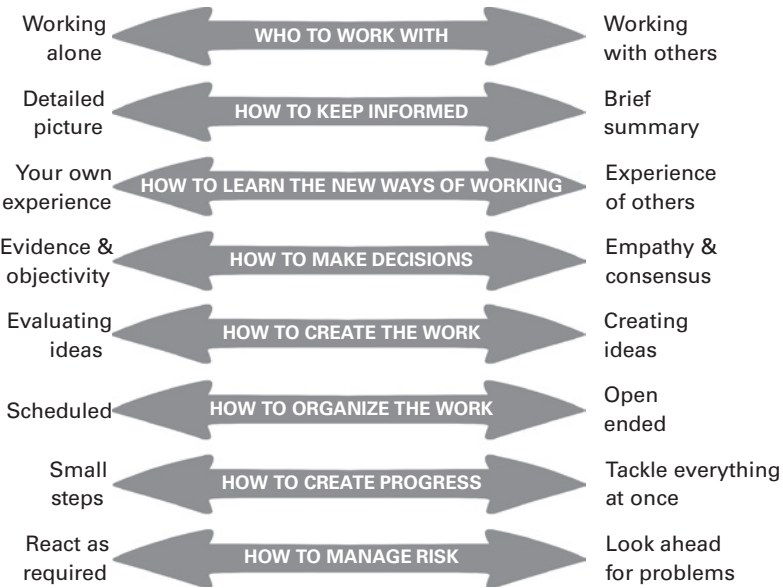 Working
alone
WHO TO WORK WITH
Working
with others
Detailed
picture
HOW TO KEEP INFORMED
Brief
summary
Your own
experience
HOW TO LEARN THE NEW WAYS OF WORKING
Experience
of others
Evidence &
objectivity
HOW TO MAKE DECISIONS
Empathy &
consensus
Evaluating
ideas
HOW TO CREATE THE WORK
Creating
ideas
Scheduled
HOW TO ORGANIZE THE WORK
Open
ended
Small
steps
HOW TO CREATE PROGRESS
Tackle everything
at once
React as
required
HOW TO MANAGE RISK
Look ahead
for problems